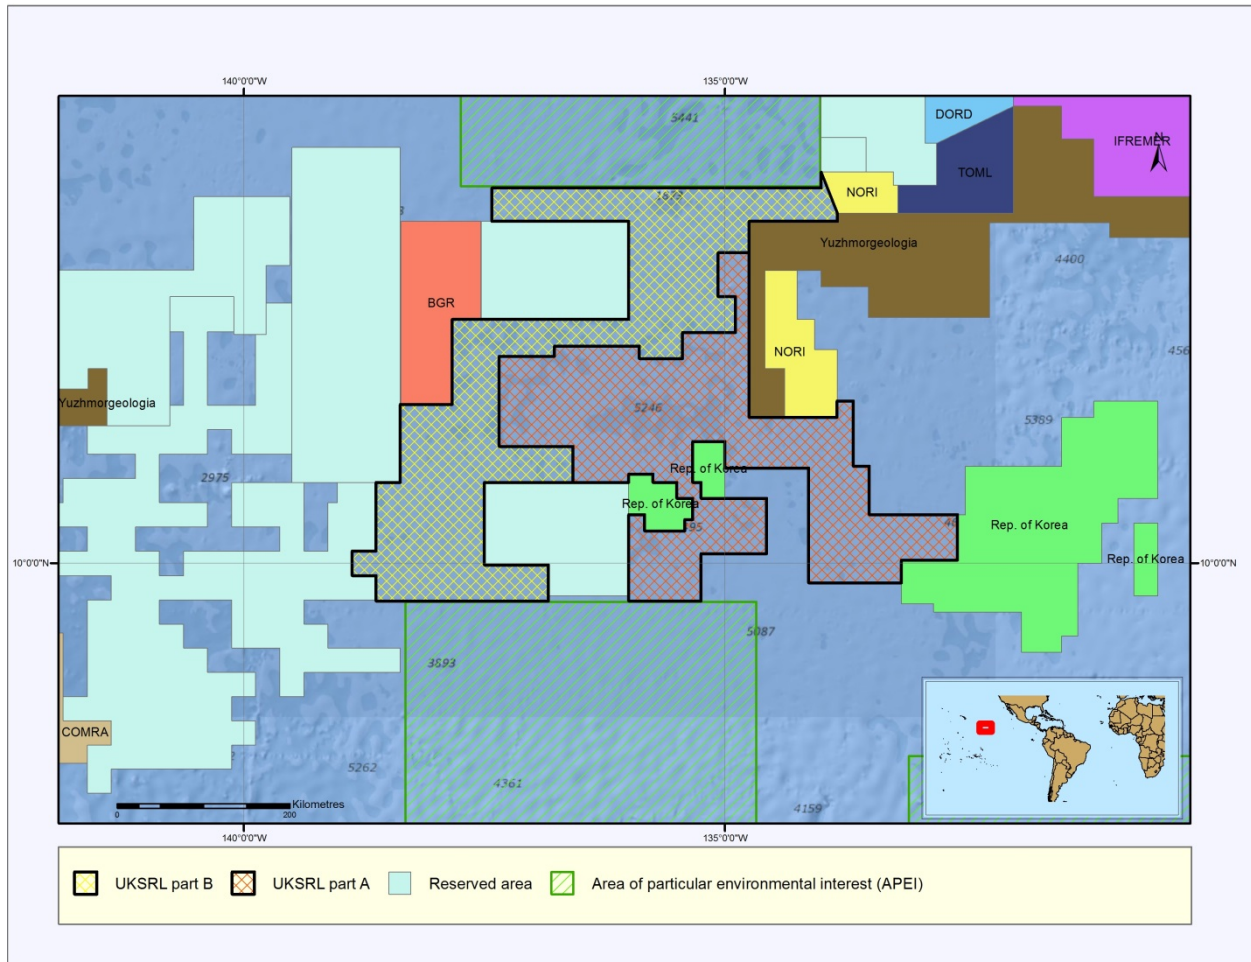 140°0'0"W
135°0'0"W
5441
DORD
IFREMER
N
TOML
NORI
1678
Yuzhmorgeologia
4400
BGR
NORI
456
Yuzhmorgeologia
5246
5389
2975
Rep. of Korea
Rep. of Korea
Rep. of Korea
10°0'0"N
Rep. of Korea
10°0'0"N
5087
3893
COMRA
5262
4361
4159
Kilometres
0
200
140°0'0"W
135°0'0"W
UKSRL part B
UKSRL part A
Reserved area
Area of particular environmental interest (APEI)